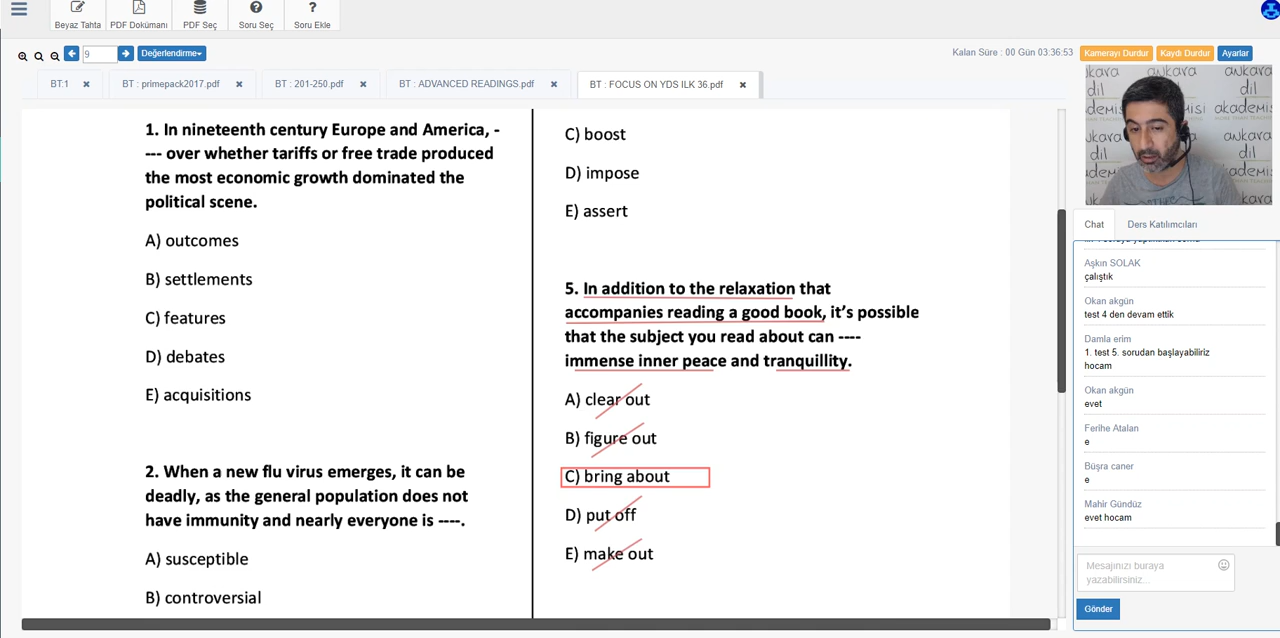 Beyaz Tahta
PDF Dokümanı
PDF Seç
Soru Seç
Soru Ekle
9
Değerlendirme
Kalan Süre : 00 Gün 03:36:53
Kamerayı Durdur
Kaydı Durdur
Ayarlar
BT:1
BT : primepack2017.pdf
BT : 201-250.pdf
BT : ADVANCED READINGS.pdf
BT : FOCUS ON YDS ILK 36.pdf
1. In nineteenth century Europe and America, -
--- over whether tariffs or free trade produced
the most economic growth dominated the
political scene.
A) outcomes
B) settlements
C) features
D) debates
E) acquisitions
2. When a new flu virus emerges, it can be
deadly, as the general population does not
have immunity and nearly everyone is ----.
A) susceptible
B) controversial
C) boost
D) impose
E) assert
5. In addition to the relaxation that
accompanies reading a good book, it’s possible
that the subject you read about can ----
immense inner peace and tranquillity.
A) clear out
B) figure out
C) bring about
D) put off
E) make out
ankara
dil
akademisi
Chat
Ders Katılımcıları
Aşkın SOLAK
çalıştık
Okan akgün
test 4 den devam ettik
Damla erim
1. test 5. sorudan başlayabiliriz
hocam
Okan akgün
evet
Ferihe Atalan
e
Büşra caner
e
Mahir Gündüz
evet hocam
Mesajınızı buraya
yazabilirsiniz...
Gönder